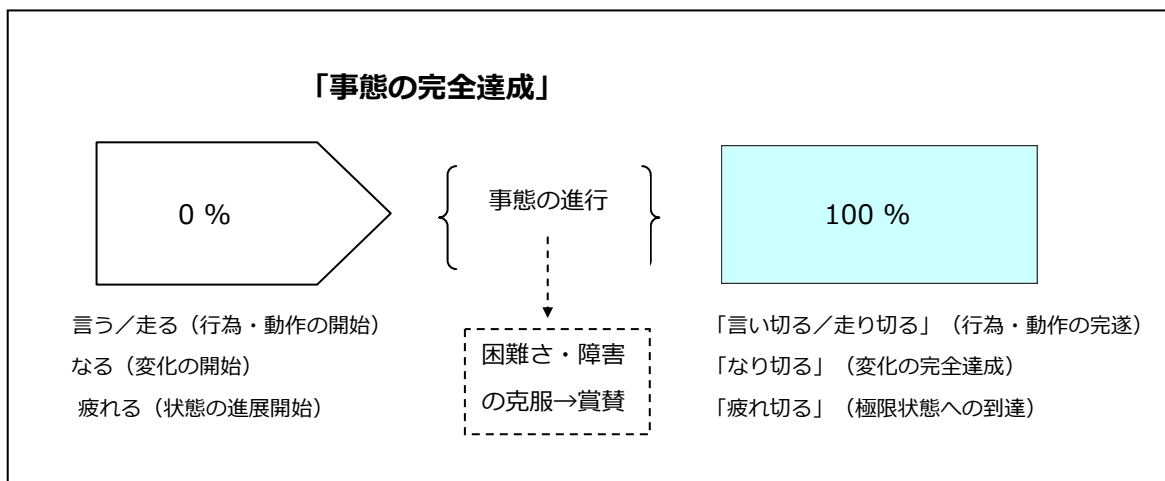 「事態の完全達成」
0 %
事態の進行
100 %
言う／走る（行為・動作の開始）
なる（変化の開始）
疲れる（状態の進展開始）
困難さ・障害
の克服→賞賛
「言い切る／走り切る」（行為・動作の完遂）
「なり切る」（変化の完全達成）
「疲れ切る」（極限状態への到達）